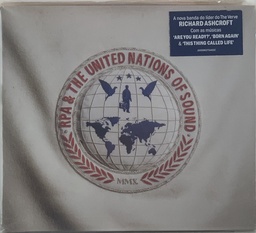 A nova banda do líder do The Verve
RICHARD ASHCROFT
Com as músicas
'ARE YOU READY?', 'BORN AGAIN'
& 'THIS THING CALLED LIFE'
RPA & THE UNITED NATIONS OF SOUND
MMX